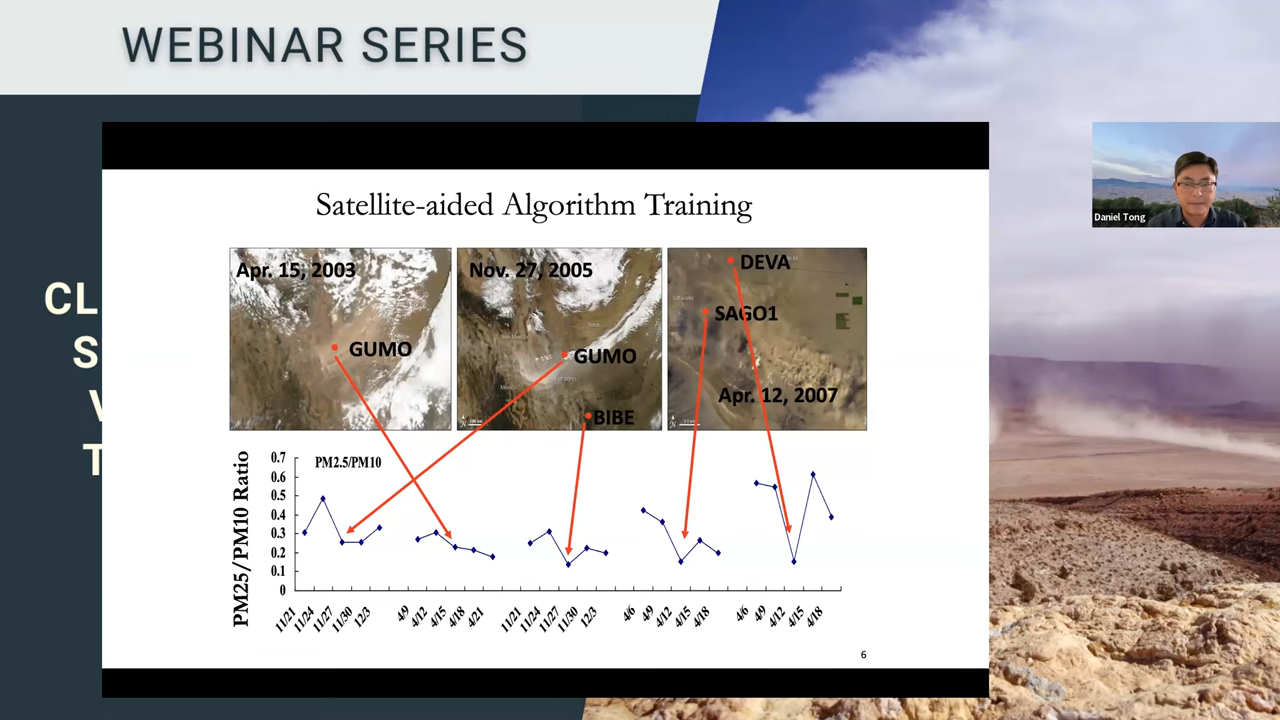 WEBINAR SERIES
CL
S
V
T
Daniel Tong
Satellite-aided Algorithm Training
Apr. 15, 2003
GUMO
Nov. 27, 2005
GUMO
BIBE
DEVA
SAGO1
Apr. 12, 2007
PM25/PM10 Ratio
PM2.5/PM10
0.7
0.6
0.5
0.4
0.3
0.2
0.1
0
11/21 11/24 11/27 11/30 12/3 4/9 4/12 4/15 4/18 4/21 11/21 11/24 11/27 11/30 12/3 4/6 4/9 4/12 4/15 4/18 4/6 4/9 4/12 4/15 4/18
6